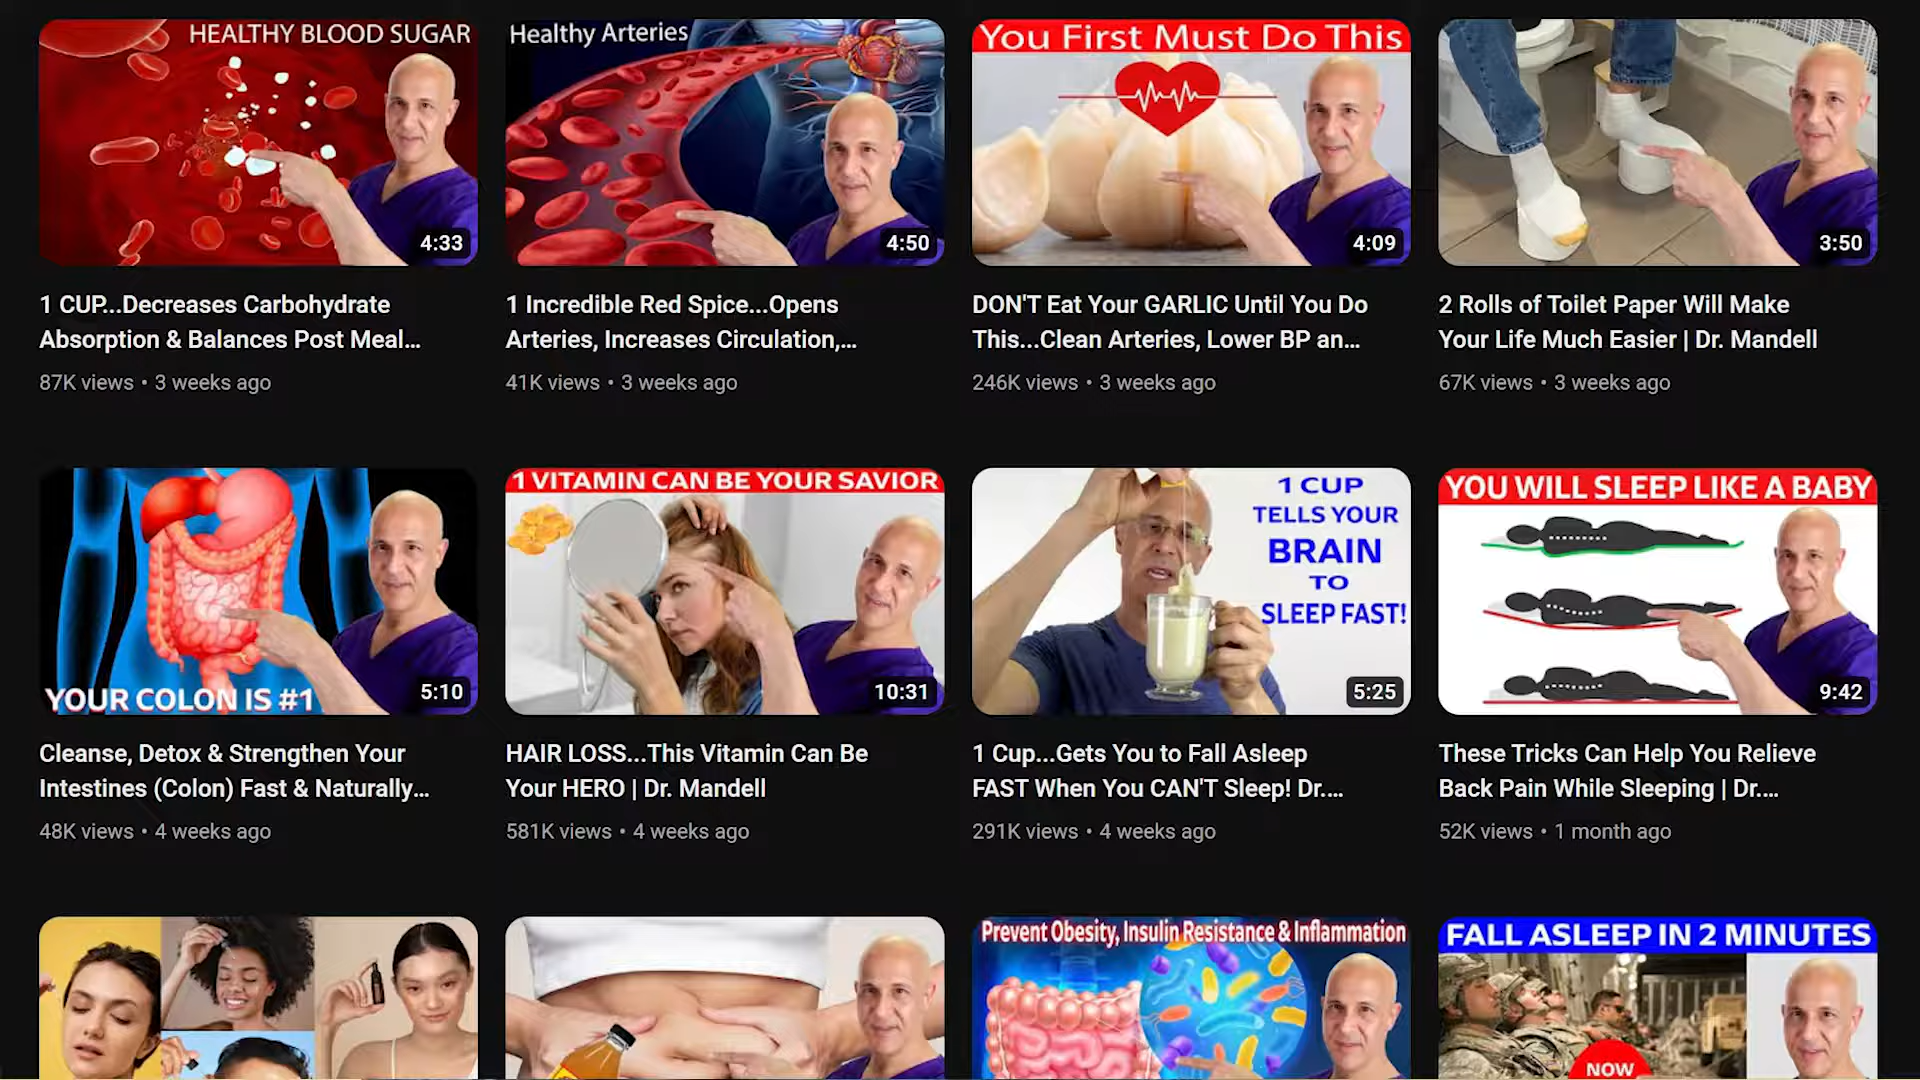 HEALTHY BLOOD SUGAR
4:33
Healthy Arteries
4:50
You First Must Do This
4:09
3:50
1 CUP...Decreases Carbohydrate
Absorption & Balances Post Meal...
87K views • 3 weeks ago
1 Incredible Red Spice...Opens
Arteries, Increases Circulation,...
41K views • 3 weeks ago
DON'T Eat Your GARLIC Until You Do
This...Clean Arteries, Lower BP an...
246K views • 3 weeks ago
2 Rolls of Toilet Paper Will Make
Your Life Much Easier | Dr. Mandell
67K views • 3 weeks ago
YOUR COLON IS #1
5:10
1 VITAMIN CAN BE YOUR SAVIOR
10:31
1 CUP
TELLS YOUR
BRAIN
TO
SLEEP FAST!
5:25
YOU WILL SLEEP LIKE A BABY
9:42
Cleanse, Detox & Strengthen Your
Intestines (Colon) Fast & Naturally...
48K views • 4 weeks ago
HAIR LOSS...This Vitamin Can Be
Your HERO | Dr. Mandell
581K views • 4 weeks ago
1 Cup...Gets You to Fall Asleep
FAST When You CAN'T Sleep! Dr....
291K views • 4 weeks ago
These Tricks Can Help You Relieve
Back Pain While Sleeping | Dr....
52K views • 1 month ago
Prevent Obesity, Insulin Resistance & Inflammation
FALL ASLEEP IN 2 MINUTES
NOW